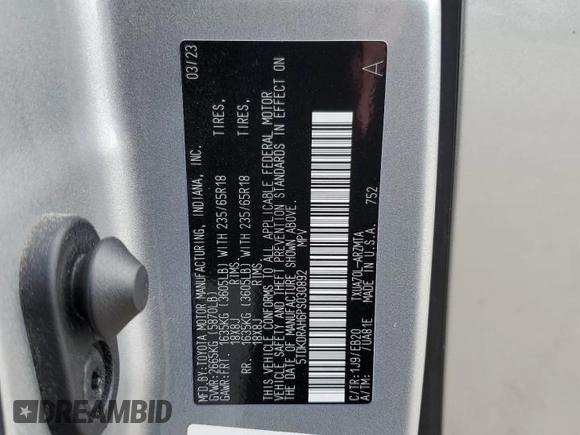 MFD.BY:TOYOTA MOTOR MANUFACTURING, INDIANA, INC. 03/23
GVWR:2665KG (5870LB)
GAWR:FRT. 1635KG (3605LB) WITH 235/65R18 TIRES,
18X8J RIMS
RR. 1635KG (3605LB) WITH 235/65R18 TIRES,
18X8J RIMS
THIS VEHICLE CONFORMS TO ALL APPLICABLE FEDERAL MOTOR
VEHICLE SAFETY AND THEFT PREVENTION STANDARDS IN EFFECT ON
THE DATE OF MANUFACTURE SHOWN ABOVE.
5TDKDRAH6PS030892 MPV
A
C/TR:1J9/EB20 TXUA70L-ARZMTA
A/TM: /UA81E MADE IN U.S.A. 752
DREAMBID